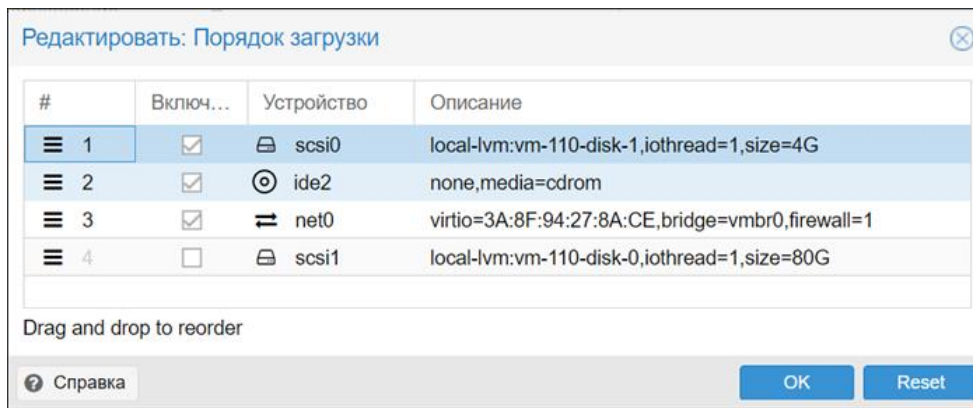 Редактировать: Порядок загрузки
# Включ... Устройство Описание
1 scsi0 local-lvm:vm-110-disk-1,iothread=1,size=4G
2 ide2 none,media=cdrom
3 net0 virtio=3A:8F:94:27:8A:CE,bridge=vmbr0,firewall=1
4 scsi1 local-lvm:vm-110-disk-0,iothread=1,size=80G
Drag and drop to reorder
Справка OK Reset